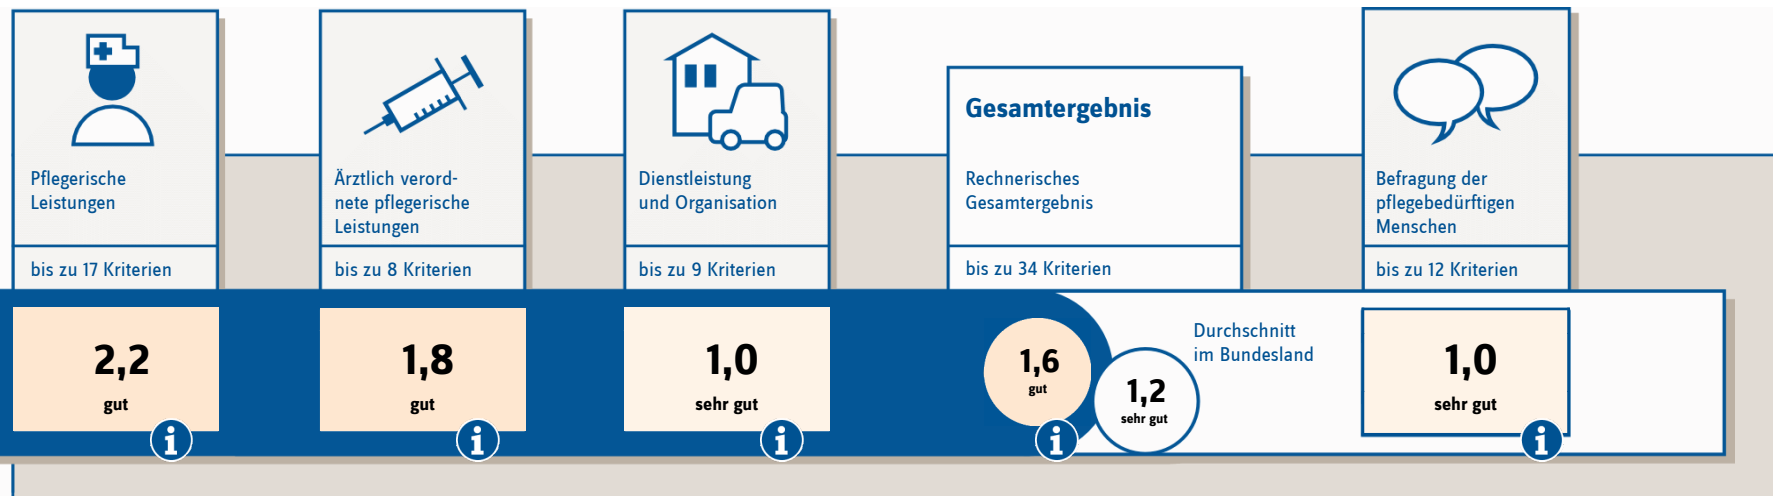 Pflegerische
Leistungen
bis zu 17 Kriterien
2,2
gut
i
Ärztlich verord-
nete pflegerische
Leistungen
bis zu 8 Kriterien
1,8
gut
i
Dienstleistung
und Organisation
bis zu 9 Kriterien
1,0
sehr gut
i
Gesamtergebnis
Rechnerisches
Gesamtergebnis
bis zu 34 Kriterien
1,6
gut
i
1,2
sehr gut
Durchschnitt
im Bundesland
Befragung der
pflegebedürftigen
Menschen
bis zu 12 Kriterien
1,0
sehr gut
i